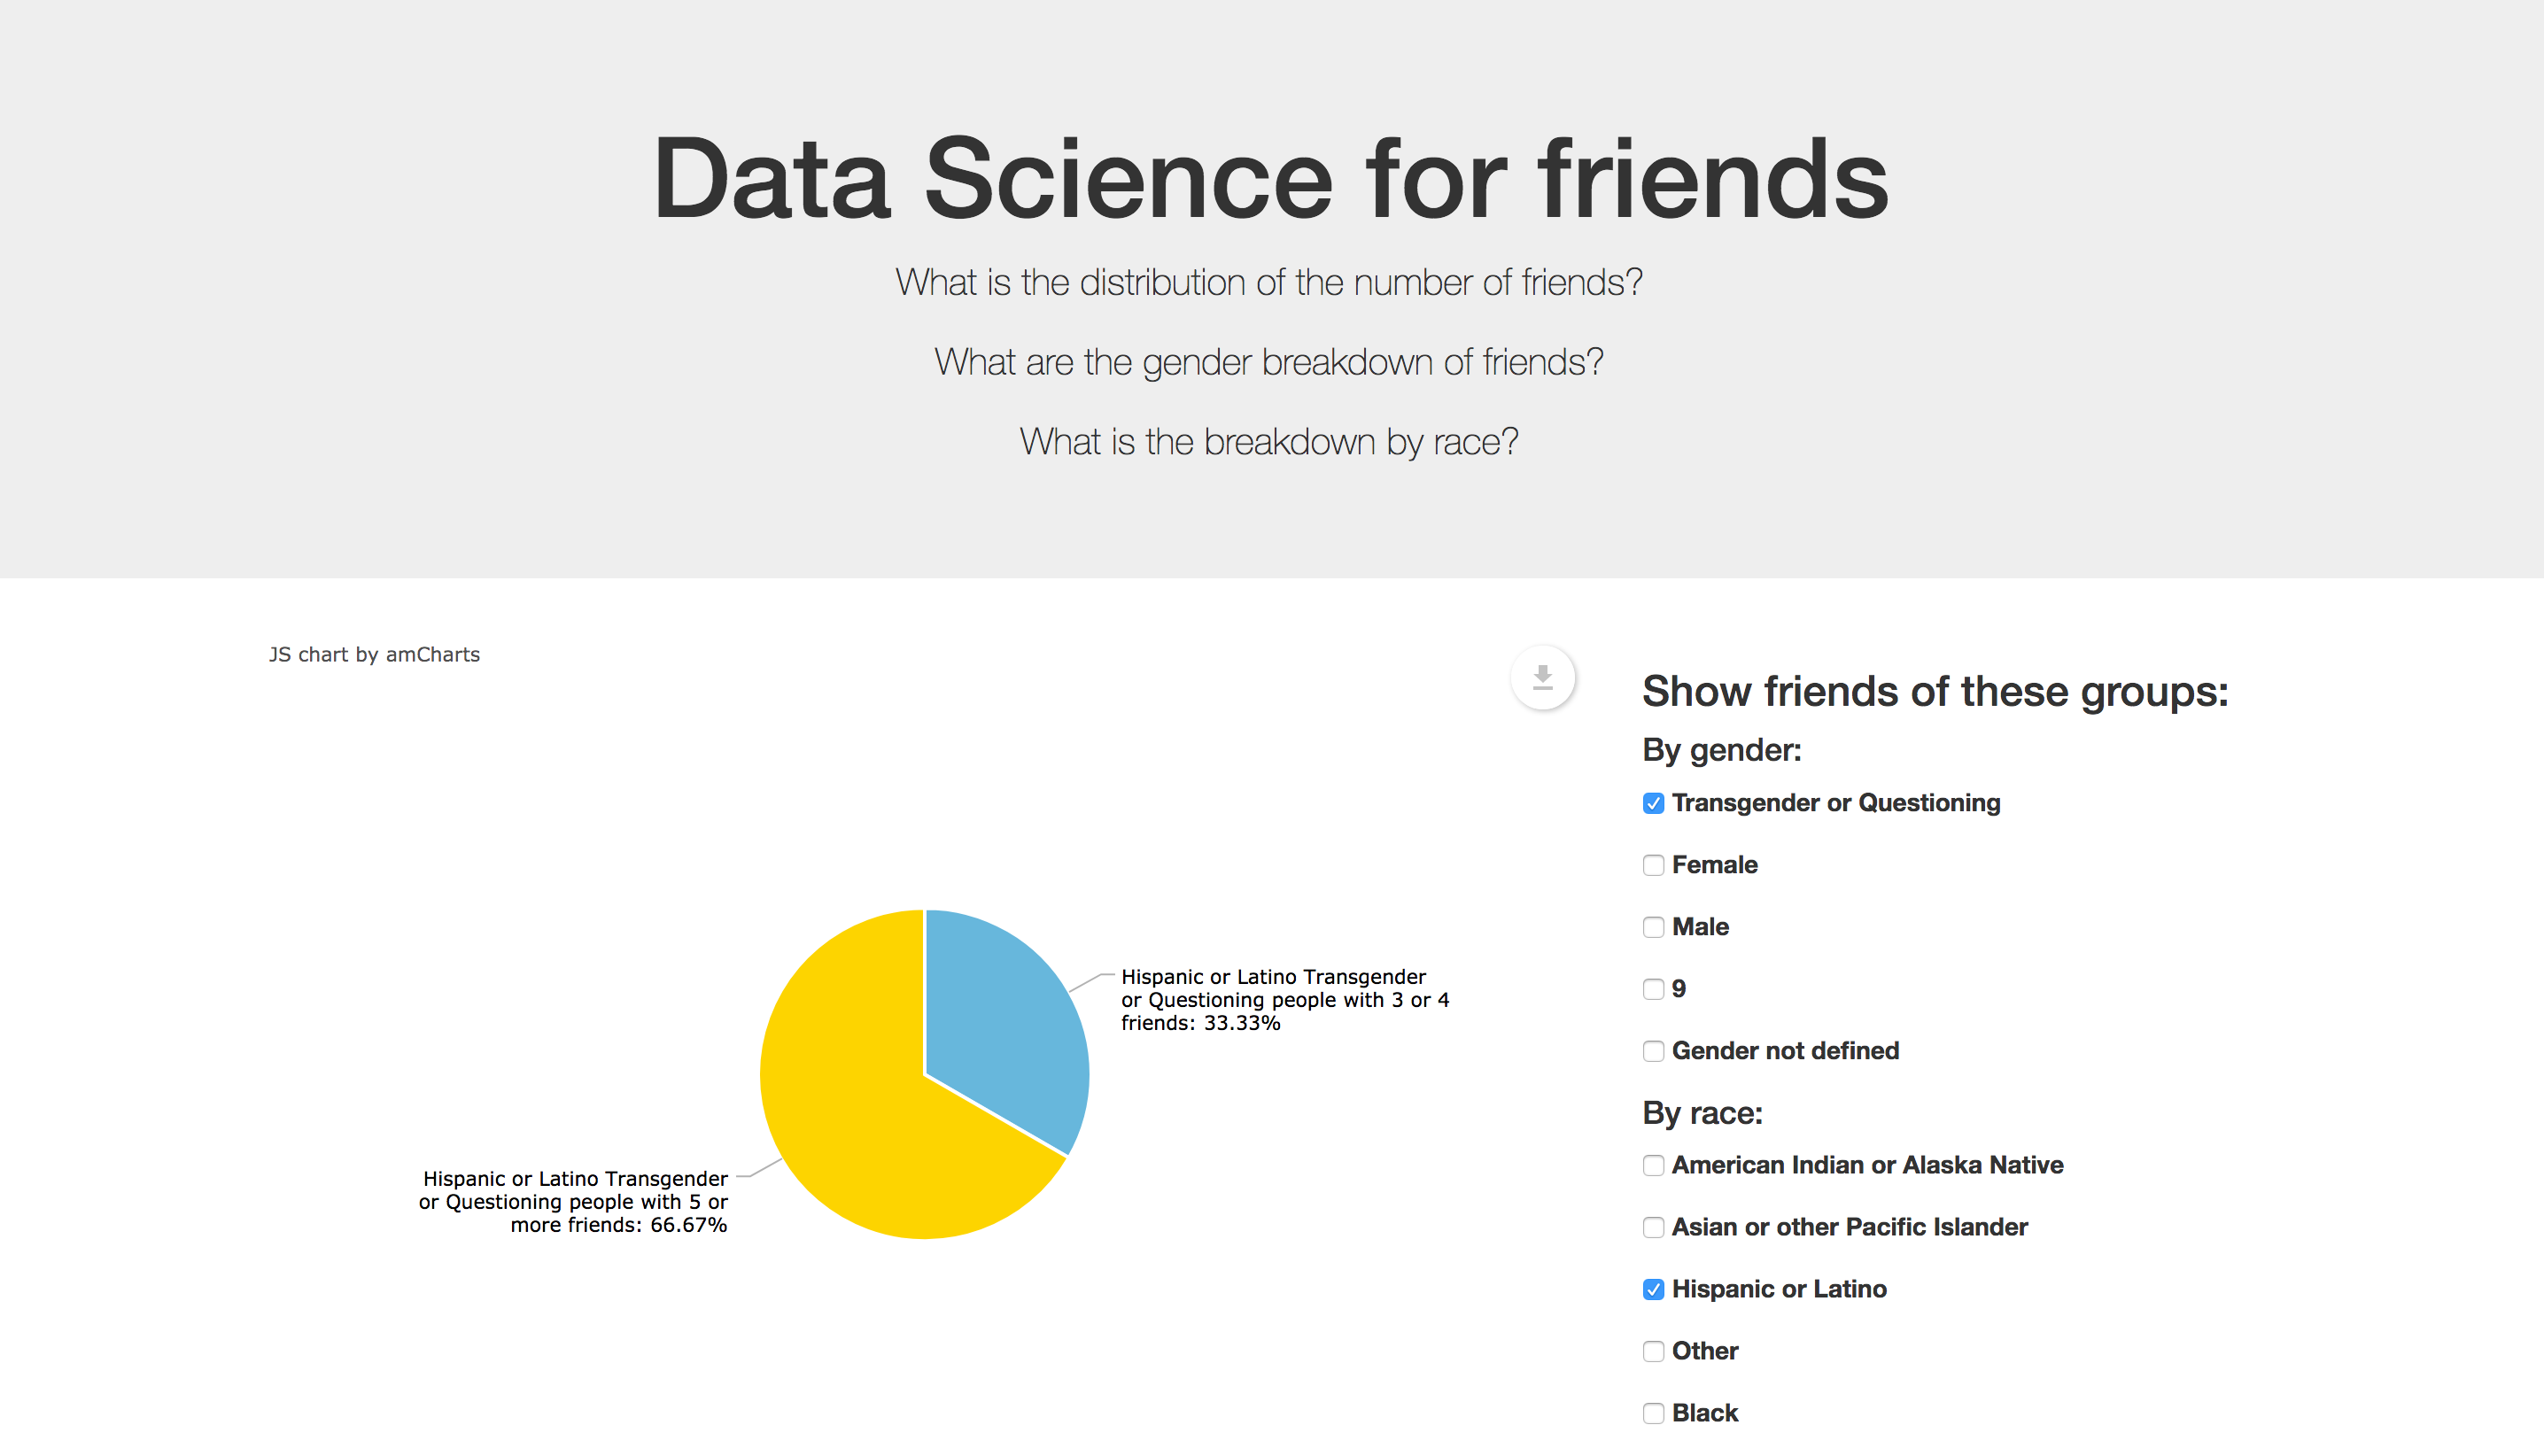 Data Science for friends
What is the distribution of the number of friends?
What are the gender breakdown of friends?
What is the breakdown by race?
JS chart by amCharts
Hispanic or Latino Transgender
or Questioning people with 3 or 4
friends: 33.33%
Hispanic or Latino Transgender
or Questioning people with 5 or
more friends: 66.67%
Show friends of these groups:
By gender:
Transgender or Questioning
Female
Male
9
Gender not defined
By race:
American Indian or Alaska Native
Asian or other Pacific Islander
Hispanic or Latino
Other
Black